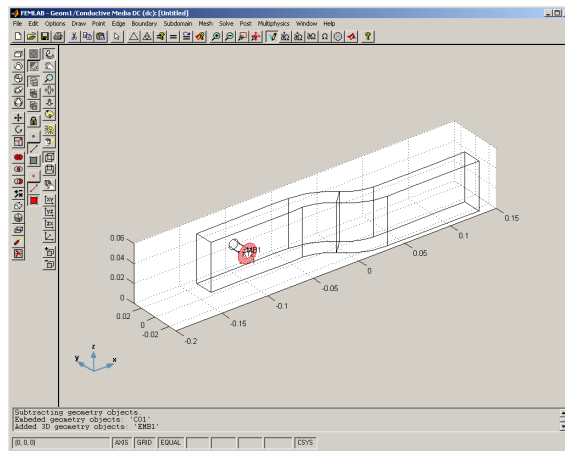 FEMLAB - Geom1/Conductive Media DC (dc): [Untitled]
File Edit Options Draw Point Edge Boundary Subdomain Mesh Solve Post Multiphysics Window Help
0.15
0.1
0.05
0
-0.05
-0.1
-0.15
-0.2
0.06
0.04
0.02
0
0.02
0
-0.02
EMB1
z
y
x
XY
YZ
ZX
Subtracting geometry objects
Embeded geometry objects: 'CO1'
Added 3D geometry objects: 'EMB1'
(0, 0, 0) AXIS GRID EQUAL CSYS